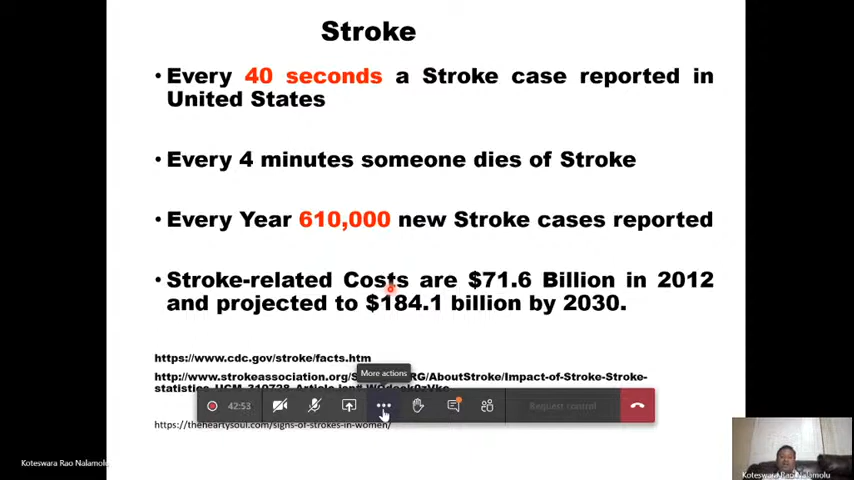 Stroke
• Every 40 seconds a Stroke case reported in
United States
• Every 4 minutes someone dies of Stroke
• Every Year 610,000 new Stroke cases reported
• Stroke-related Costs are $71.6 Billion in 2012
and projected to $184.1 billion by 2030.
https://www.cdc.gov/stroke/facts.htm
More actions
http://www.strokeassociation.org/ RG/AboutStroke/Impact-of-Stroke-Stroke-
42:53
Request control
https://theheartysoul.com/signs-of-strokes-in-women/
Koteswara Rao Nalamolu
Koteswara Rao Nalamolu